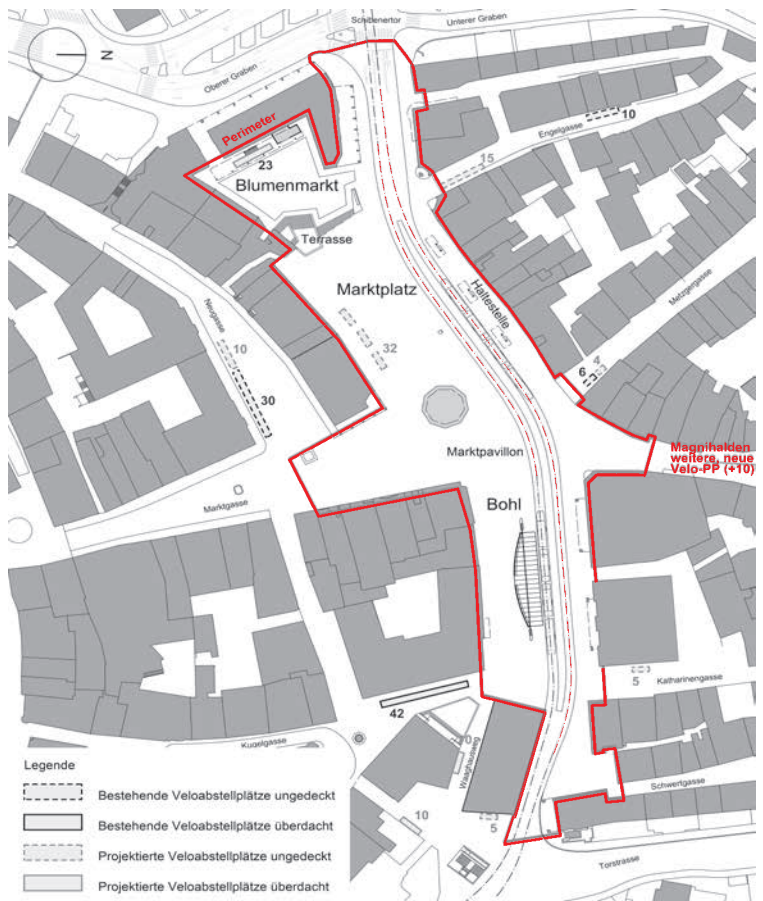 Schibenertor
Unterer Graben
N
Oberer Graben
Perimeter
10
Engelgasse
23
15
Blumenmarkt
Terrasse
Metzgergasse
Marktplatz
Haltestelle
Neugasse
10
32
4
6
30
Magnihalden
weitere, neue
Velo-PP (+10)
Marktpavillon
Marktgasse
Bohl
5
Katharinengasse
42
Kugelgasse
Waaghausweg
Schwertgasse
10
5
Torstrasse
Legende
Bestehende Veloabstellplätze ungedeckt
Bestehende Veloabstellplätze überdacht
Projektierte Veloabstellplätze ungedeckt
Projektierte Veloabstellplätze überdacht